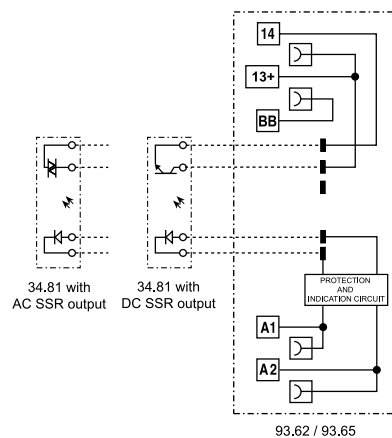 14
13+
BB
34.81 with
AC SSR output
34.81 with
DC SSR output
PROTECTION
AND
INDICATION CIRCUIT
A1
A2
93.62 / 93.65